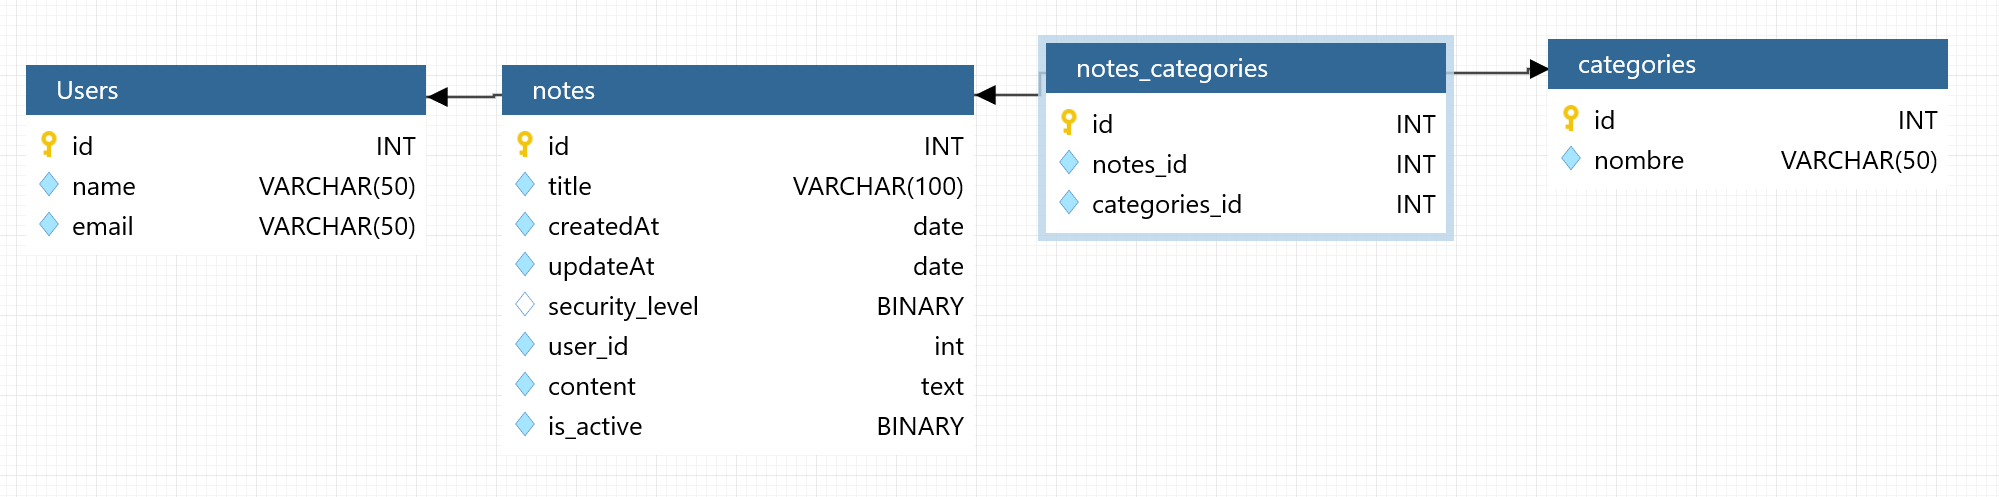 Users
id INT
name VARCHAR(50)
email VARCHAR(50)
notes
id INT
title VARCHAR(100)
createdAt date
updateAt date
security_level BINARY
user_id int
content text
is_active BINARY
notes_categories
id INT
notes_id INT
categories_id INT
categories
id INT
nombre VARCHAR(50)